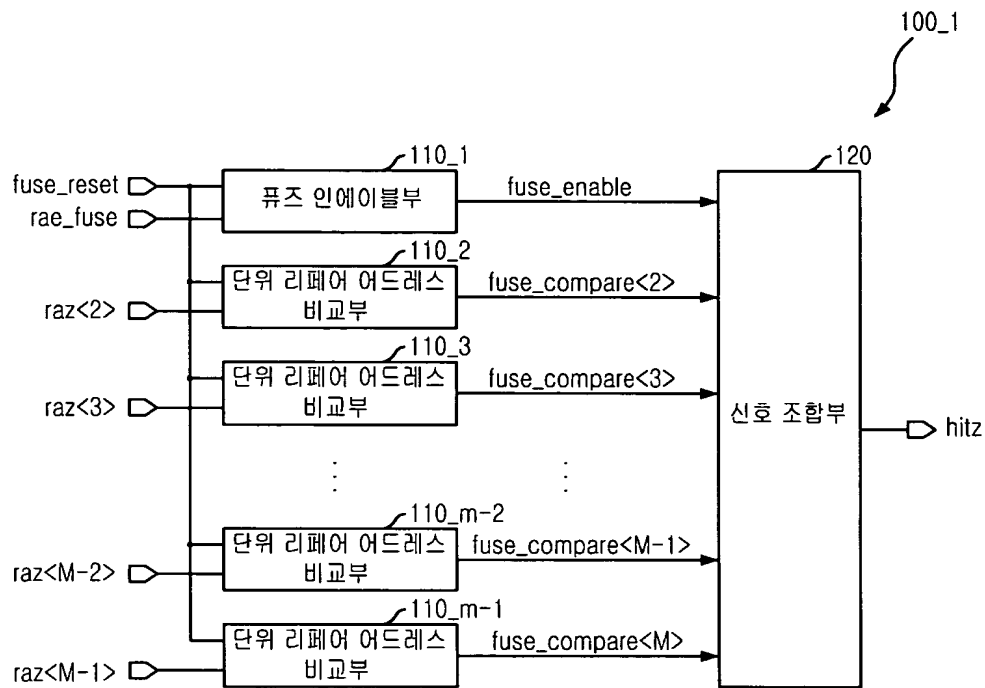 100_1
110_1
120
fuse_reset
퓨즈 인에이블부
fuse_enable
rae_fuse
110_2
단위 리페어 어드레스
비교부
fuse_compare<2>
raz<2>
110_3
단위 리페어 어드레스
비교부
fuse_compare<3>
raz<3>
신호 조합부
hitz
110_m-2
단위 리페어 어드레스
비교부
fuse_compare<M-1>
raz<M-2>
110_m-1
단위 리페어 어드레스
비교부
fuse_compare<M>
raz<M-1>